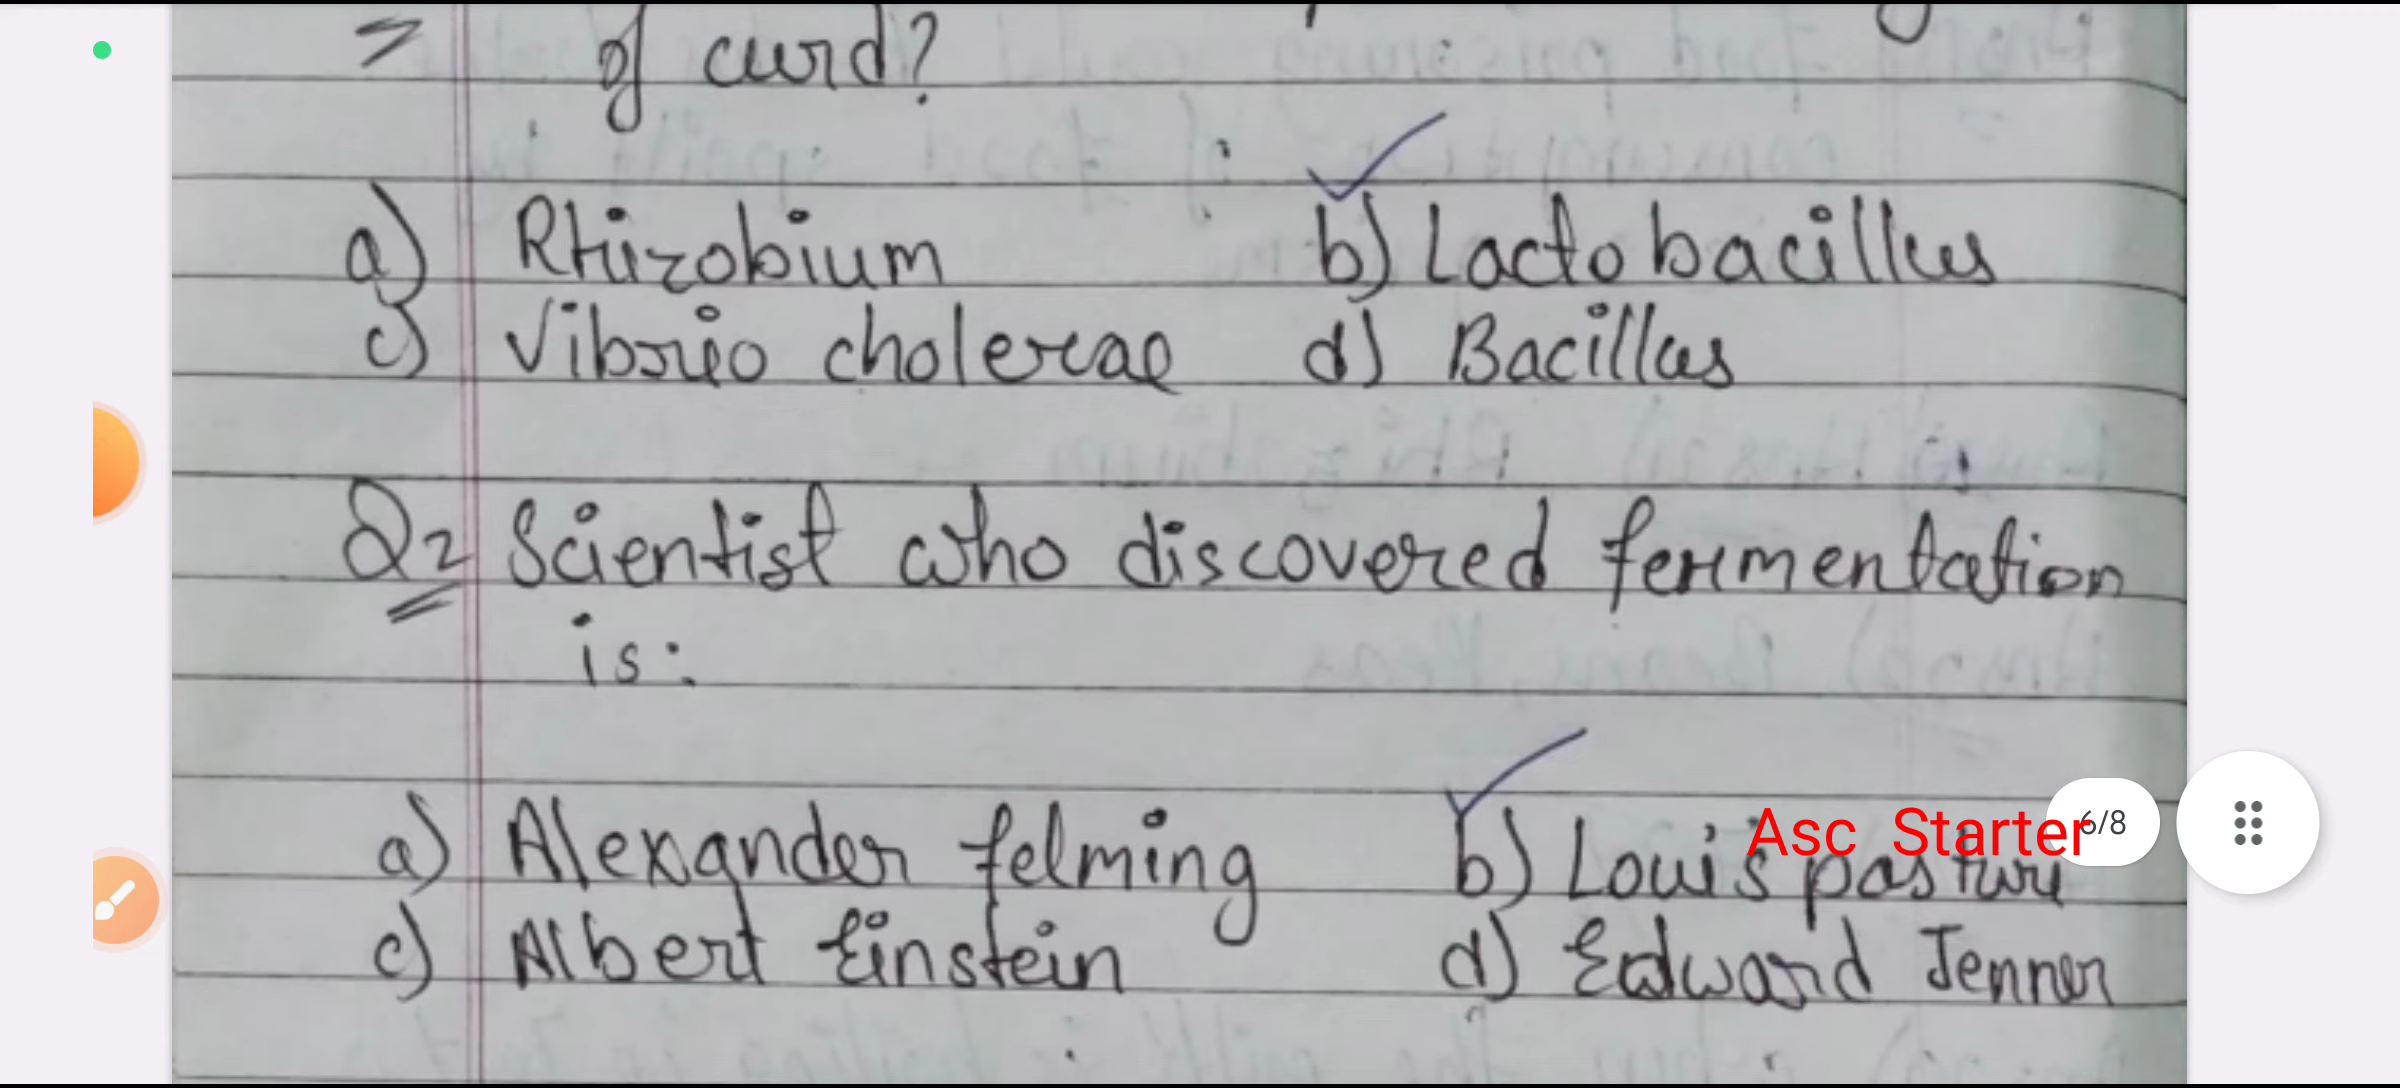 of curd?
a) Rhizobium b) Lactobacillus
c) Vibrio cholerae d) Bacillus
Q2 Scientist who discovered fermentation
is:
a) Alexander felming b) Louis pasture
Asc Starter 6/8
c) Albert Einstein d) Edward Jenner